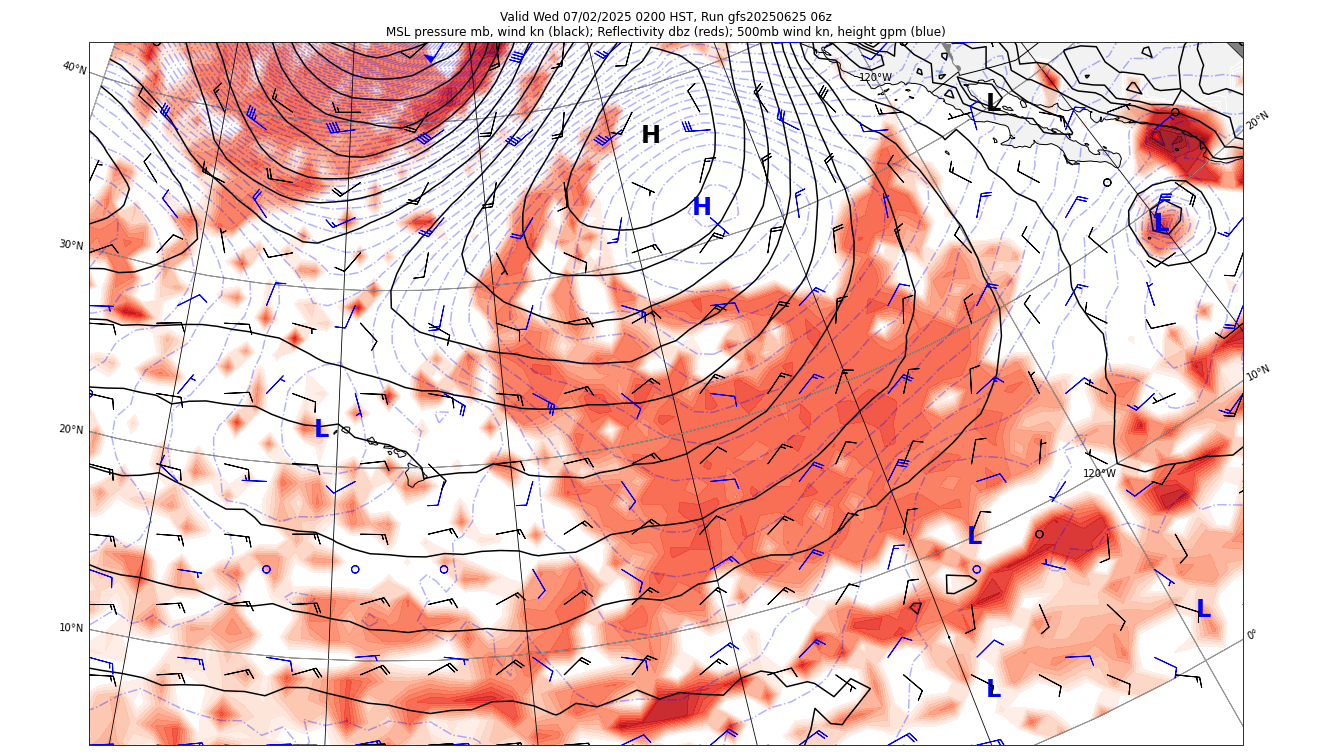 Valid Wed 07/02/2025 0200 HST, Run gfs20250625 06z
MSL pressure mb, wind kn (black); Reflectivity dbz (reds); 500mb wind kn, height gpm (blue)
40°N
120°W
L
20°N
H
H
L
30°N
10°N
20°N
L
120°W
L
L
10°N
0°
L